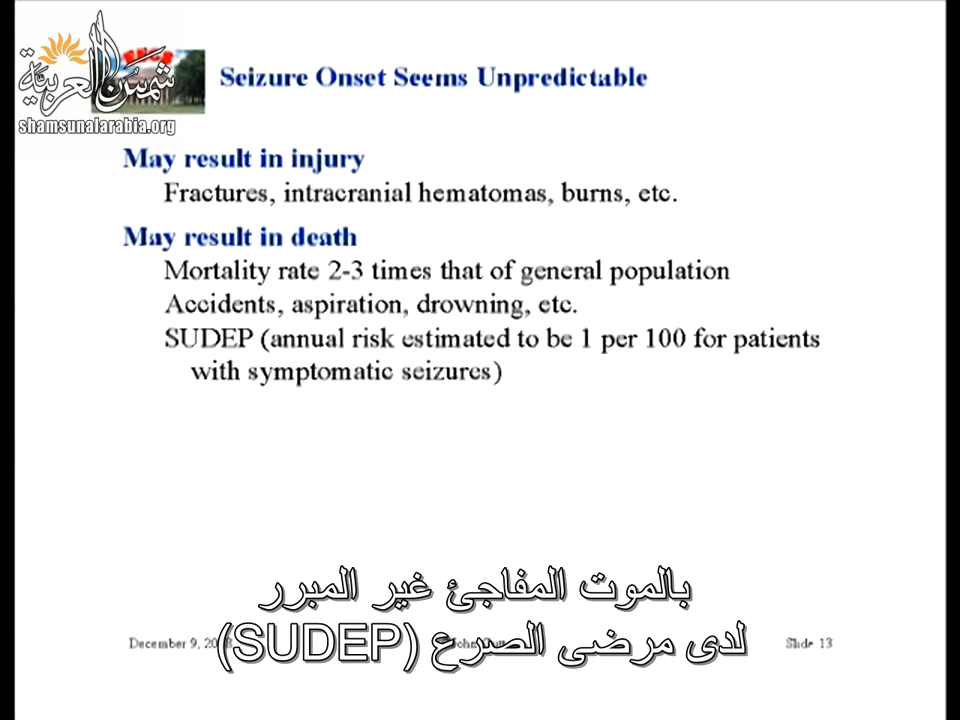 شمس العربية
shamsunalarabia.org
Seizure Onset Seems Unpredictable
May result in injury
Fractures, intracranial hematomas, burns, etc.
May result in death
Mortality rate 2-3 times that of general population
Accidents, aspiration, drowning, etc.
SUDEP (annual risk estimated to be 1 per 100 for patients
with symptomatic seizures)
بالموت المفاجئ غير المبرر
لدى مرضى الصرع (SUDEP)
December 9, John Slide 13